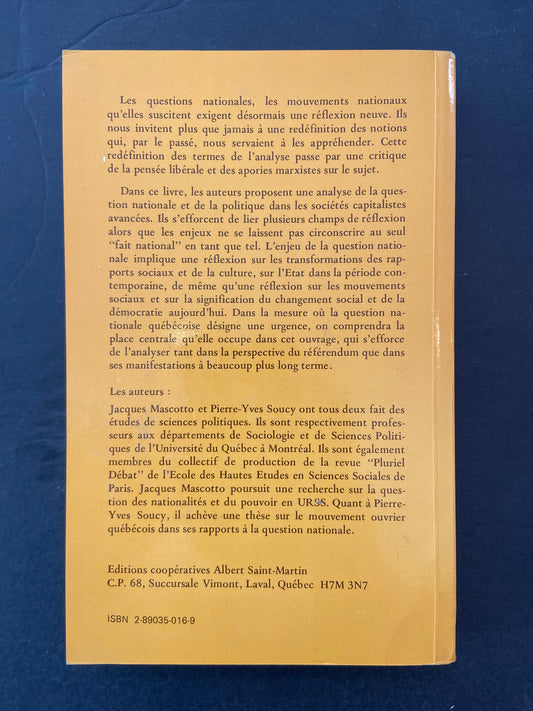 Les questions nationales, les mouvements nationaux
qu'elles suscitent exigent désormais une réflexion neuve. Ils
nous invitent plus que jamais à une redéfinition des notions
qui, par le passé, nous servaient à les appréhender. Cette
redéfinition des termes de l'analyse passe par une critique
de la pensée libérale et des apories marxistes sur le sujet.
Dans ce livre, les auteurs proposent une analyse de la ques-
tion nationale et de la politique dans les sociétés capitalistes
avancées. Ils s'efforcent de lier plusieurs champs de réflexion
alors que les enjeux ne se laissent pas circonscrire au seul
"fait national" en tant que tel. L'enjeu de la question natio-
nale implique une réflexion sur les transformations des rap-
ports sociaux et de la culture, sur l'Etat dans la période con-
temporaine, de même qu'une réflexion sur les mouvements
sociaux et sur la signification du changement social et de la
démocratie aujourd'hui. Dans la mesure où la question na-
tionale québécoise désigne une urgence, on comprendra la
place centrale qu'elle occupe dans cet ouvrage, qui s'efforce
de l'analyser tant dans la perspective du référendum que dans
ses manifestations à beaucoup plus long terme.
Les auteurs :
Jacques Mascotto et Pierre-Yves Soucy ont tous deux fait des
études de sciences politiques. Ils sont respectivement profes-
seurs aux départements de Sociologie et de Sciences Politi-
ques de l'Université du Québec à Montréal. Ils sont également
membres du collectif de production de la revue "Pluriel
Débat" de l'Ecole des Hautes Etudes en Sciences Sociales de
Paris. Jacques Mascotto poursuit une recherche sur la ques-
tion des nationalités et du pouvoir en URSS. Quant à Pierre-
Yves Soucy, il achève une thèse sur le mouvement ouvrier
québécois dans ses rapports à la question nationale.
Editions coopératives Albert Saint-Martin
C.P. 68, Succursale Vimont, Laval, Québec H7M 3N7
ISBN 2-89035-016-9